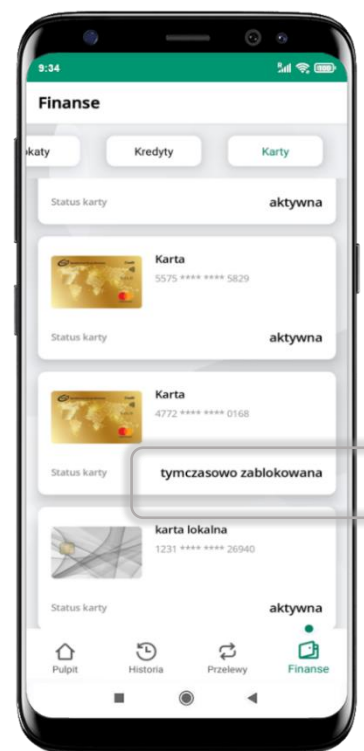 9:34
Finanse
okaty Kredyty Karty
Status karty aktywna
Karta
5575 **** **** 5829
Status karty aktywna
Karta
4772 **** **** 0168
Status karty tymczasowo zablokowana
karta lokalna
1231 **** **** 26940
Status karty aktywna
Pulpit Historia Przelewy Finanse